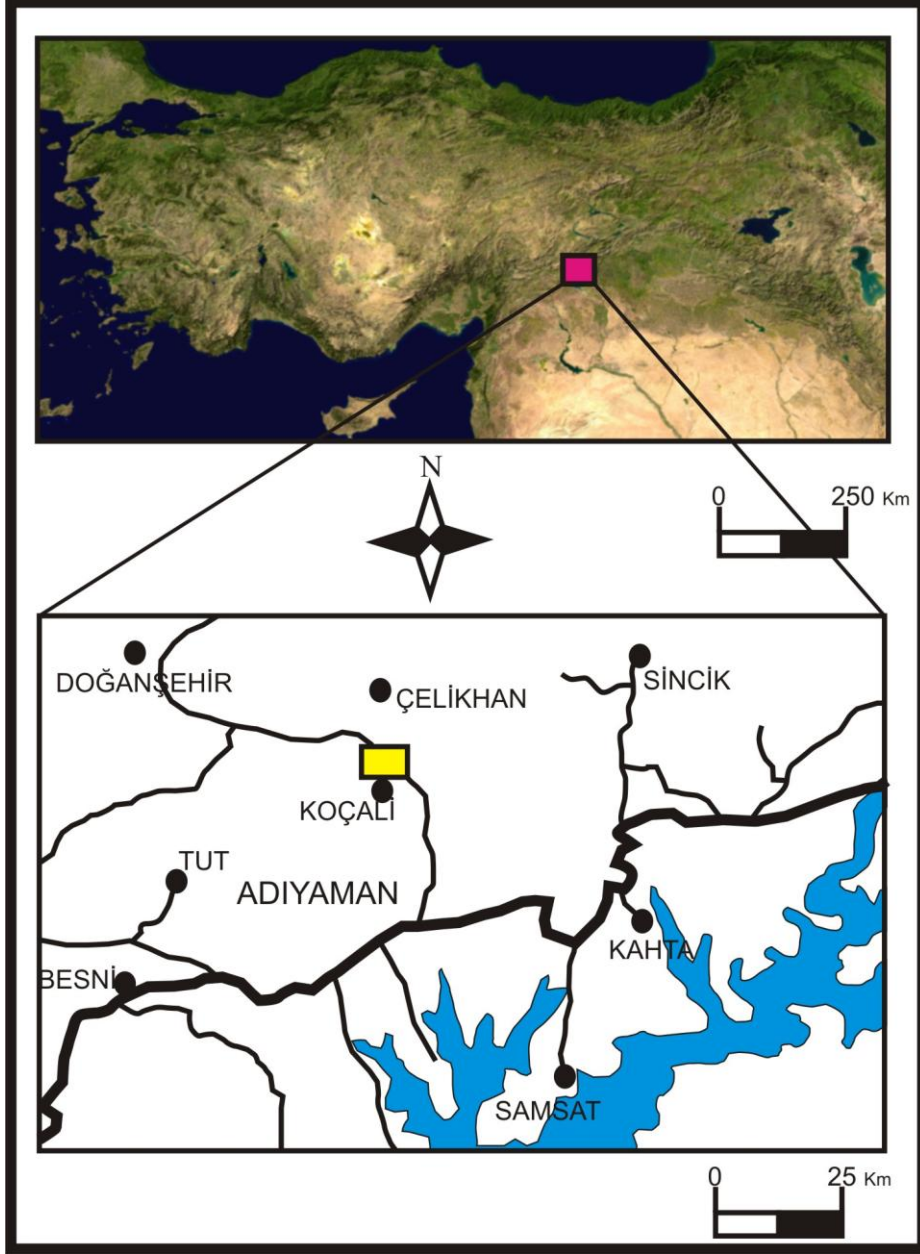 N
0 250 Km
DOĞANŞEHİR
SİNCİK
ÇELİKHAN
KOÇALİ
TUT
ADIYAMAN
KAHTA
BESNİ
SAMSAT
0 25 Km